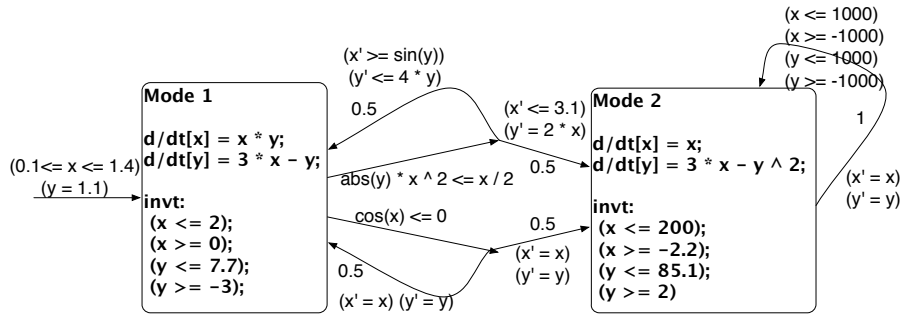 (0.1<= x <= 1.4)
(y = 1.1)
Mode 1
d/dt[x] = x * y;
d/dt[y] = 3 * x - y;
invt:
(x <= 2);
(x >= 0);
(y <= 7.7);
(y >= -3);
(x' >= sin(y))
(y' <= 4 * y)
0.5
(x' <= 3.1)
(y' = 2 * x)
0.5
abs(y) * x ^ 2 <= x / 2
cos(x) <= 0
0.5
(x' = x)
(y' = y)
0.5
(x' = x) (y' = y)
Mode 2
d/dt[x] = x;
d/dt[y] = 3 * x - y ^ 2;
invt:
(x <= 200);
(x >= -2.2);
(y <= 85.1);
(y >= 2)
(x <= 1000)
(x >= -1000)
(y <= 1000)
(y >= -1000)
1
(x' = x)
(y' = y)